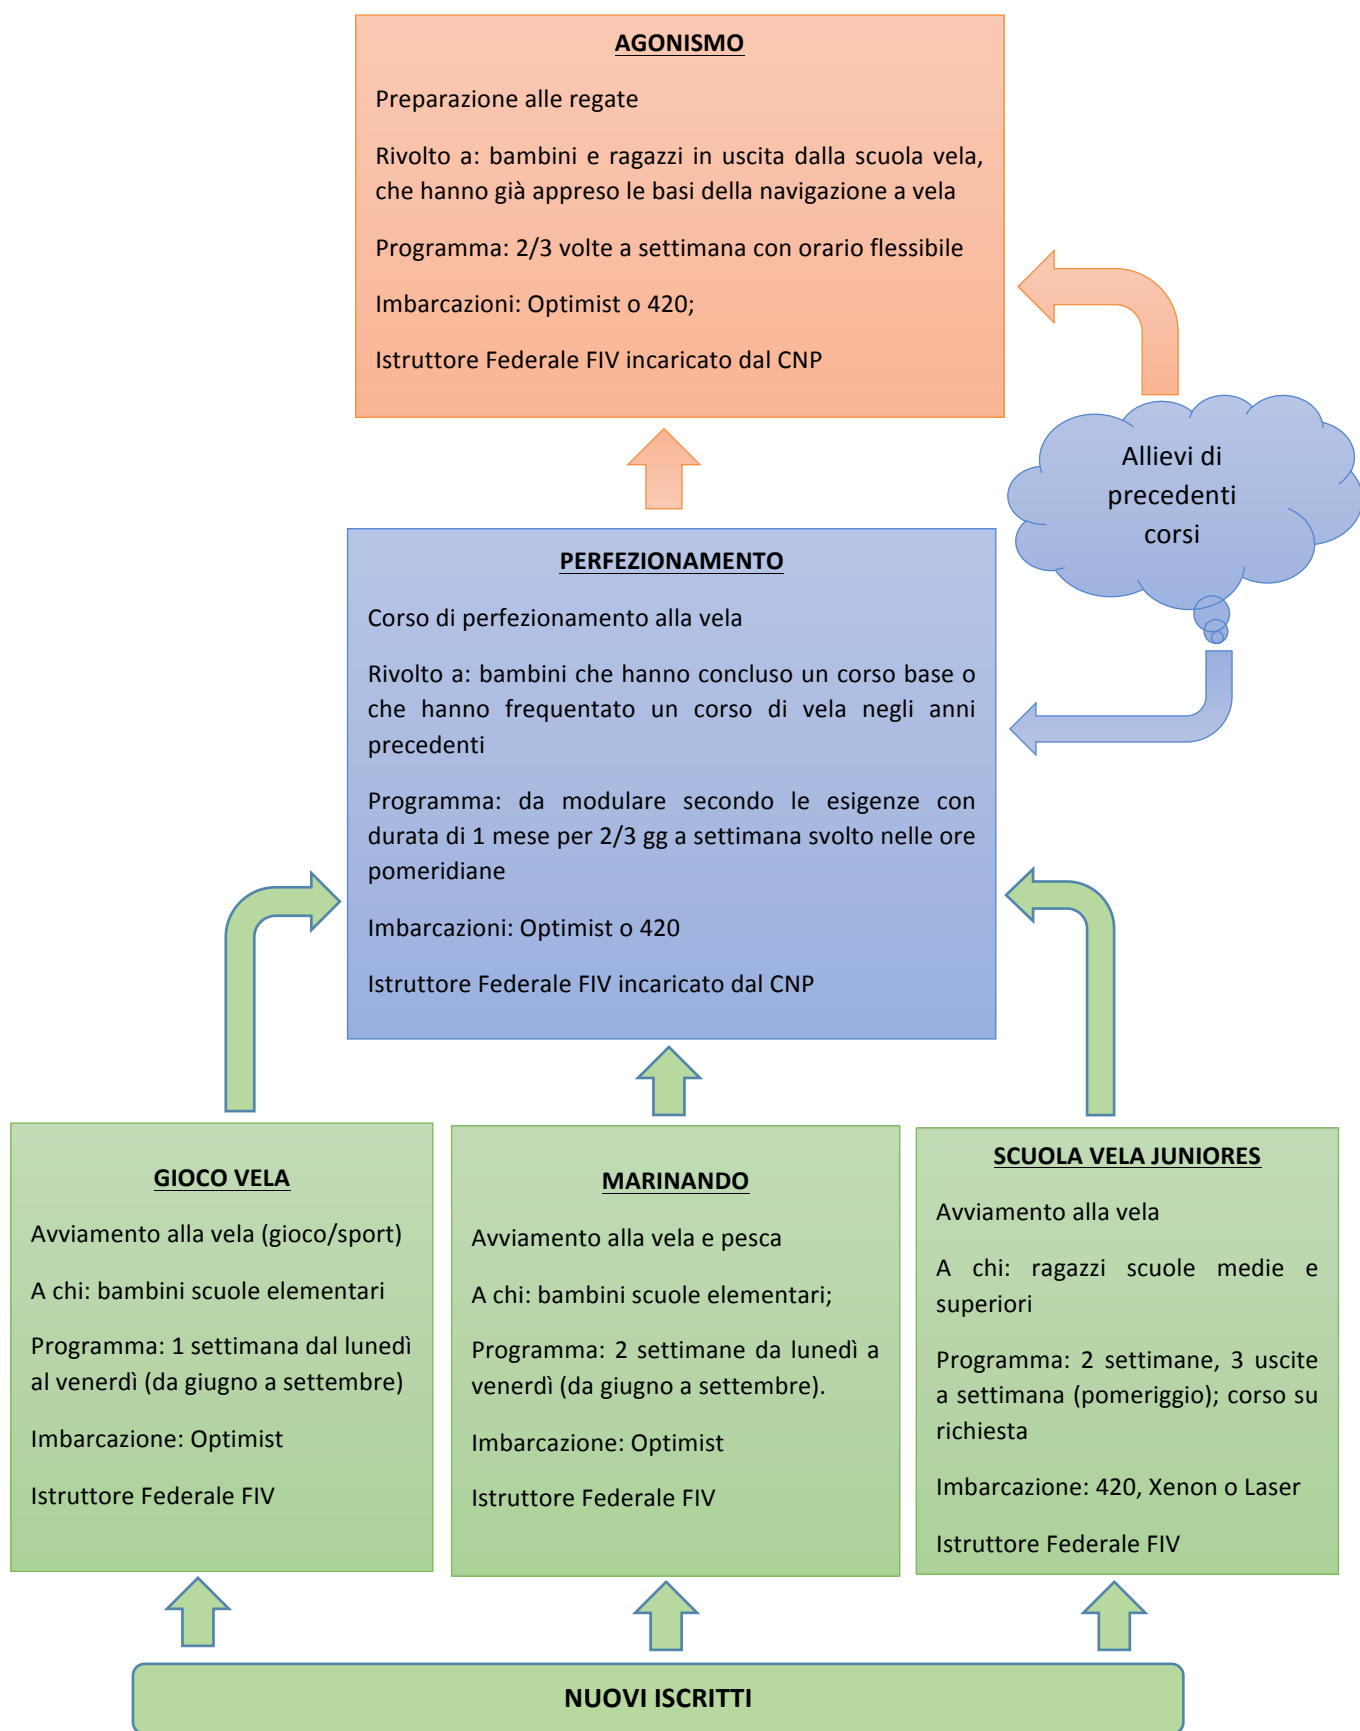 AGONISMO
Preparazione alle regate
Rivolto a: bambini e ragazzi in uscita dalla scuola vela,
che hanno già appreso le basi della navigazione a vela
Programma: 2/3 volte a settimana con orario flessibile
Imbarcazioni: Optimist o 420;
Istruttore Federale FIV incaricato dal CNP
Allievi di
precedenti
corsi
PERFEZIONAMENTO
Corso di perfezionamento alla vela
Rivolto a: bambini che hanno concluso un corso base o
che hanno frequentato un corso di vela negli anni
precedenti
Programma: da modulare secondo le esigenze con
durata di 1 mese per 2/3 gg a settimana svolto nelle ore
pomeridiane
Imbarcazioni: Optimist o 420
Istruttore Federale FIV incaricato dal CNP
GIOCO VELA
Avviamento alla vela (gioco/sport)
A chi: bambini scuole elementari
Programma: 1 settimana dal lunedì
al venerdì (da giugno a settembre)
Imbarcazione: Optimist
Istruttore Federale FIV
MARINANDO
Avviamento alla vela e pesca
A chi: bambini scuole elementari;
Programma: 2 settimane da lunedì a
venerdì (da giugno a settembre).
Imbarcazione: Optimist
Istruttore Federale FIV
SCUOLA VELA JUNIORES
Avviamento alla vela
A chi: ragazzi scuole medie e
superiori
Programma: 2 settimane, 3 uscite
a settimana (pomeriggio); corso su
richiesta
Imbarcazione: 420, Xenon o Laser
Istruttore Federale FIV
NUOVI ISCRITTI